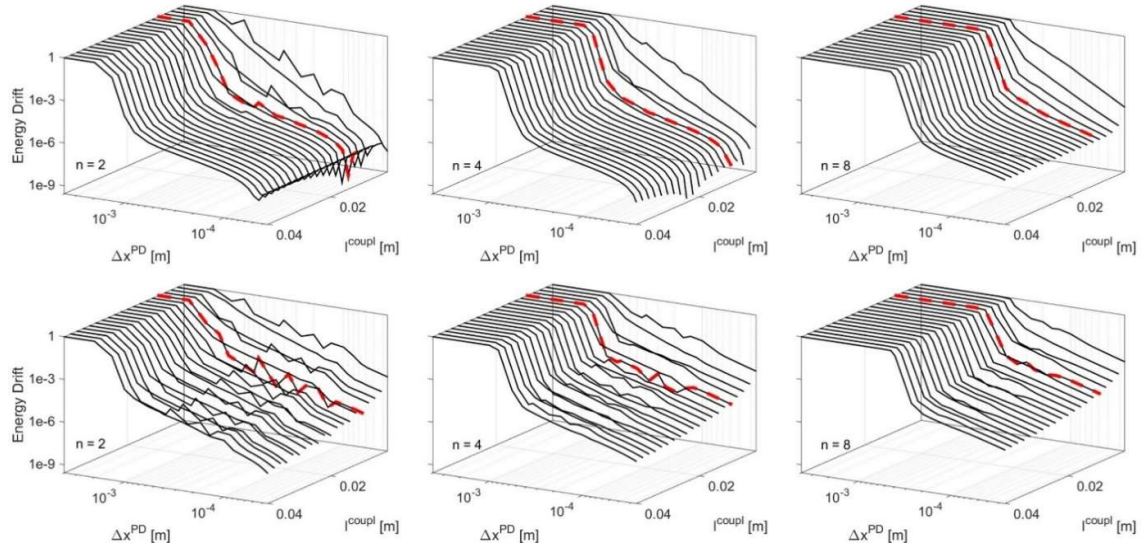 Energy Drift
1
1e-3
1e-6
1e-9
n = 2
10⁻³
10⁻⁴
0.04
0.02
Δx^PD [m]
l^coupl [m]
n = 4
10⁻³
10⁻⁴
0.04
0.02
Δx^PD [m]
l^coupl [m]
n = 8
10⁻³
10⁻⁴
0.04
0.02
Δx^PD [m]
l^coupl [m]
Energy Drift
1
1e-3
1e-6
1e-9
n = 2
10⁻³
10⁻⁴
0.04
0.02
Δx^PD [m]
l^coupl [m]
n = 4
10⁻³
10⁻⁴
0.04
0.02
Δx^PD [m]
l^coupl [m]
n = 8
10⁻³
10⁻⁴
0.04
0.02
Δx^PD [m]
l^coupl [m]